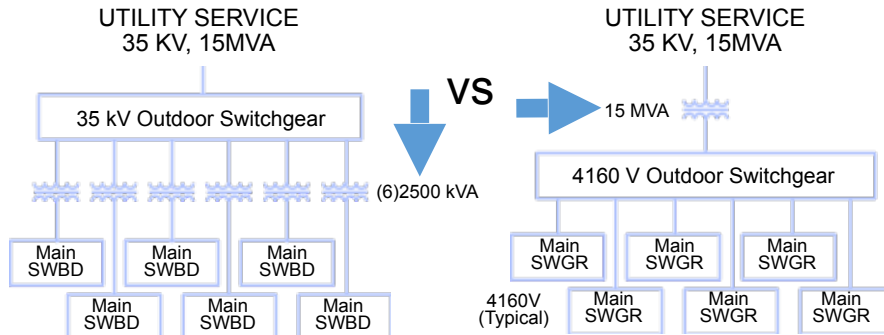 UTILITY SERVICE
35 KV, 15MVA
35 kV Outdoor Switchgear
(6)2500 kVA
Main
SWBD
Main
SWBD
Main
SWBD
Main
SWBD
Main
SWBD
Main
SWBD
VS
UTILITY SERVICE
35 KV, 15MVA
15 MVA
4160 V Outdoor Switchgear
Main
SWGR
Main
SWGR
Main
SWGR
4160V
(Typical)
Main
SWGR
Main
SWGR
Main
SWGR